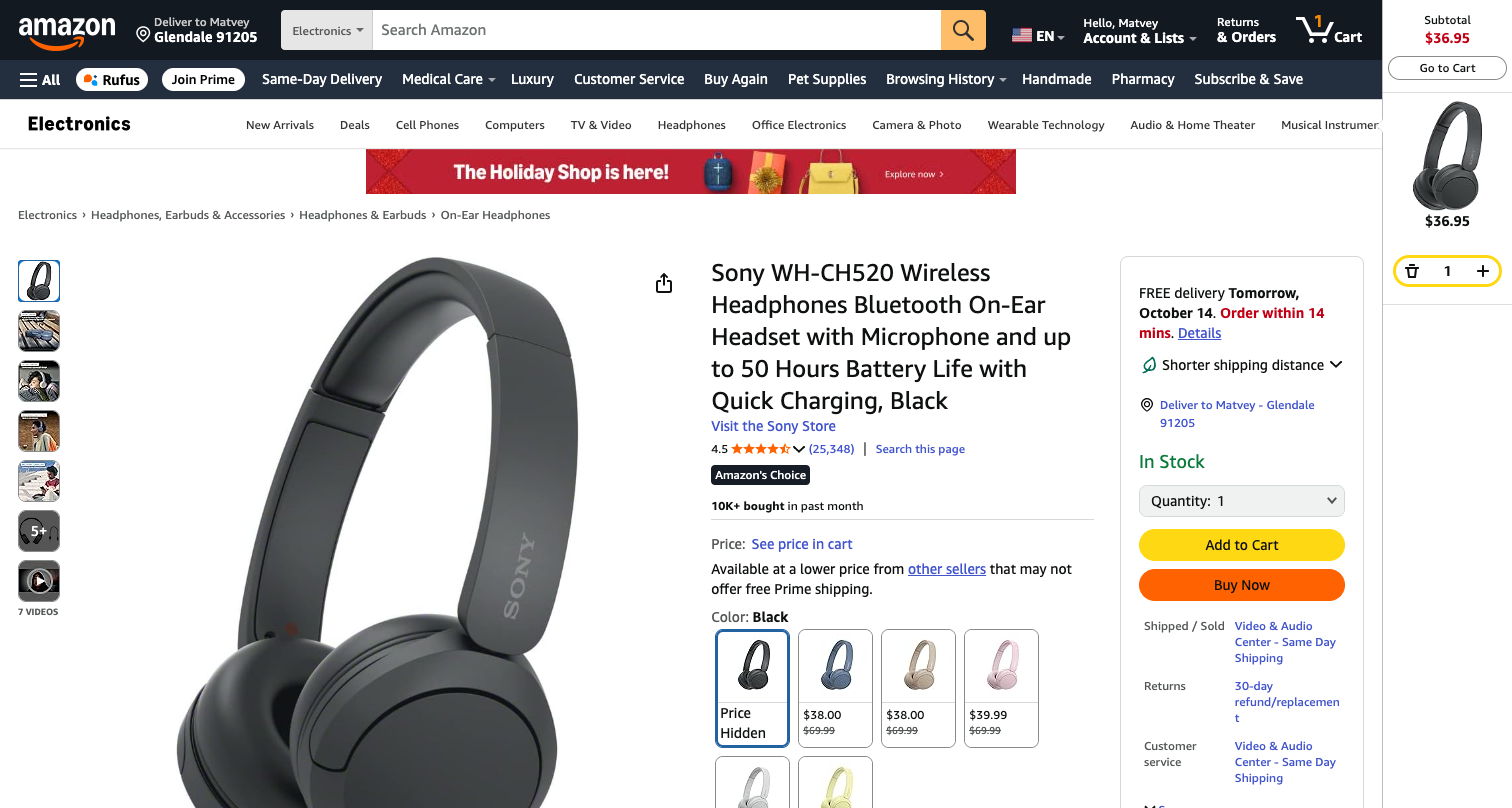 amazon
Deliver to Matvey
Glendale 91205
Electronics
Search Amazon
EN
Hello, Matvey
Account & Lists
Returns
& Orders
1
Cart
All
Rufus
Join Prime
Same-Day Delivery
Medical Care
Luxury
Customer Service
Buy Again
Pet Supplies
Browsing History
Handmade
Pharmacy
Subscribe & Save
Electronics
New Arrivals
Deals
Cell Phones
Computers
TV & Video
Headphones
Office Electronics
Camera & Photo
Wearable Technology
Audio & Home Theater
Musical Instrumen
The Holiday Shop is here!
Explore now ›
Electronics › Headphones, Earbuds & Accessories › Headphones & Earbuds › On-Ear Headphones
5+
7 VIDEOS
SONY
Sony WH-CH520 Wireless
Headphones Bluetooth On-Ear
Headset with Microphone and up
to 50 Hours Battery Life with
Quick Charging, Black
Visit the Sony Store
4.5 (25,348) | Search this page
Amazon's Choice
10K+ bought in past month
Price: See price in cart
Available at a lower price from other sellers that may not
offer free Prime shipping.
Color: Black
Price
Hidden
$38.00
$69.99
$38.00
$69.99
$39.99
$69.99
FREE delivery Tomorrow,
October 14. Order within 14
mins. Details
Shorter shipping distance
Deliver to Matvey - Glendale
91205
In Stock
Quantity: 1
Add to Cart
Buy Now
Shipped / Sold
Video & Audio
Center - Same Day
Shipping
Returns
30-day
refund/replacemen
t
Customer
service
Video & Audio
Center - Same Day
Shipping
Subtotal
$36.95
Go to Cart
$36.95
1